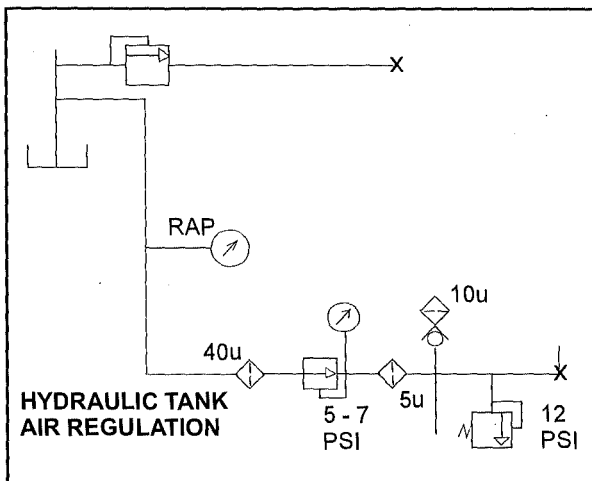 X
RAP
10u
40u
5u
X
HYDRAULIC TANK
AIR REGULATION
5 - 7
PSI
12
PSI